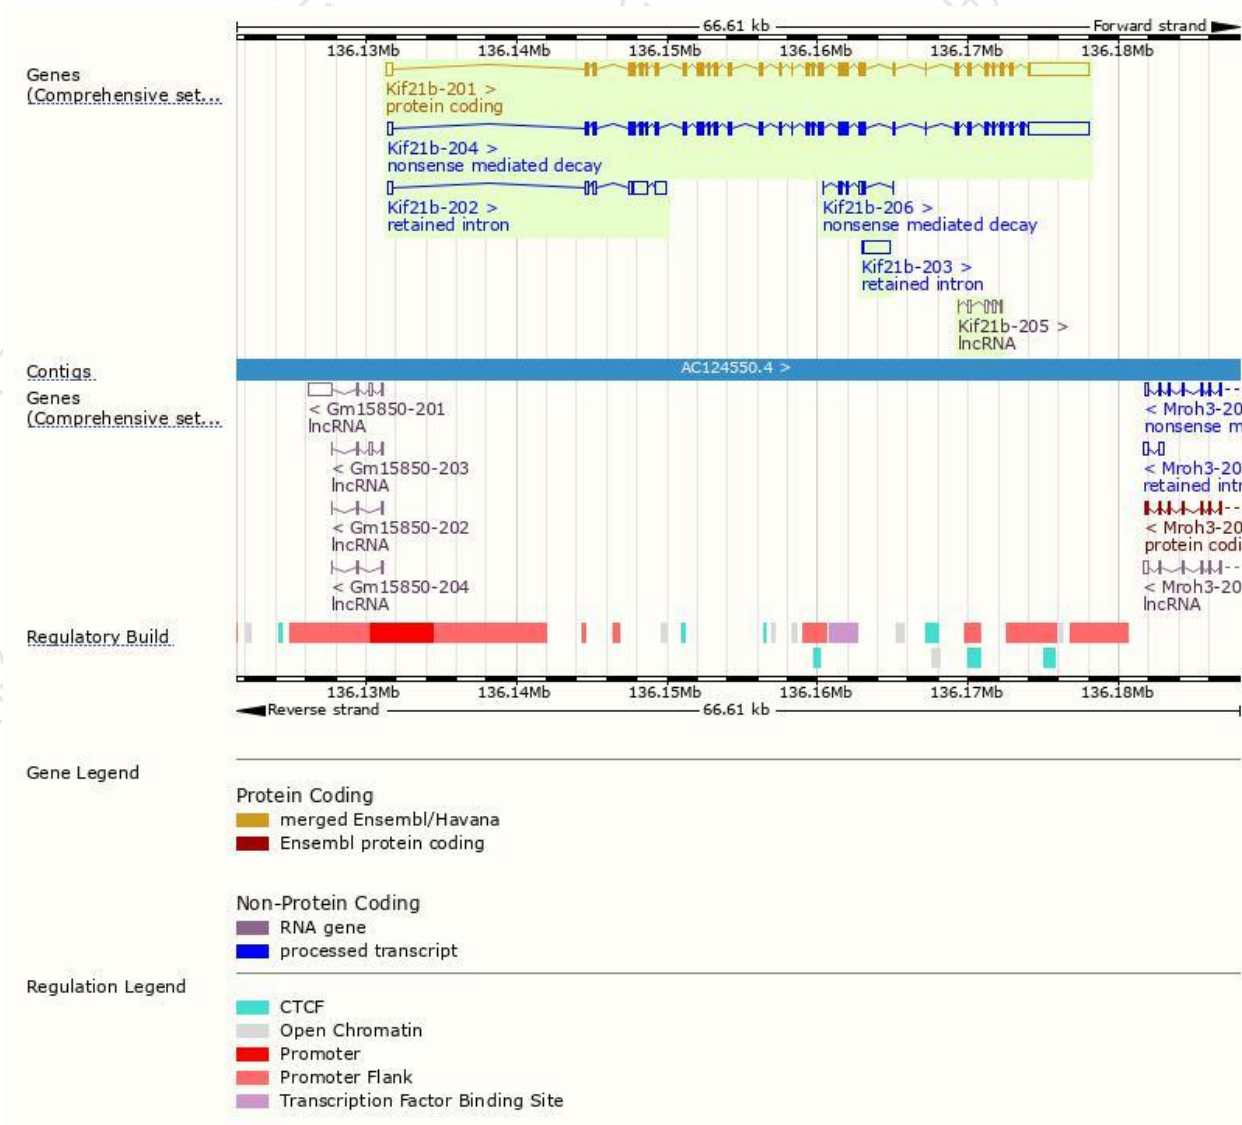 66.61 kb
Forward strand
136.13Mb 136.14Mb 136.15Mb 136.16Mb 136.17Mb 136.18Mb
Genes
(Comprehensive set...
Kif21b-201 >
protein coding
Kif21b-204 >
nonsense mediated decay
Kif21b-202 >
retained intron
Kif21b-206 >
nonsense mediated decay
Kif21b-203 >
retained intron
Kif21b-205 >
lncRNA
Contigs
AC124550.4 >
Genes
(Comprehensive set...
< Gm15850-201
lncRNA
< Gm15850-203
lncRNA
< Gm15850-202
lncRNA
< Gm15850-204
lncRNA
< Mroh3-20
nonsense m
< Mroh3-20
retained intr
< Mroh3-20
protein codi
< Mroh3-20
lncRNA
Regulatory Build
136.13Mb 136.14Mb 136.15Mb 136.16Mb 136.17Mb 136.18Mb
Reverse strand
66.61 kb
Gene Legend
Protein Coding
merged Ensembl/Havana
Ensembl protein coding
Non-Protein Coding
RNA gene
processed transcript
Regulation Legend
CTCF
Open Chromatin
Promoter
Promoter Flank
Transcription Factor Binding Site